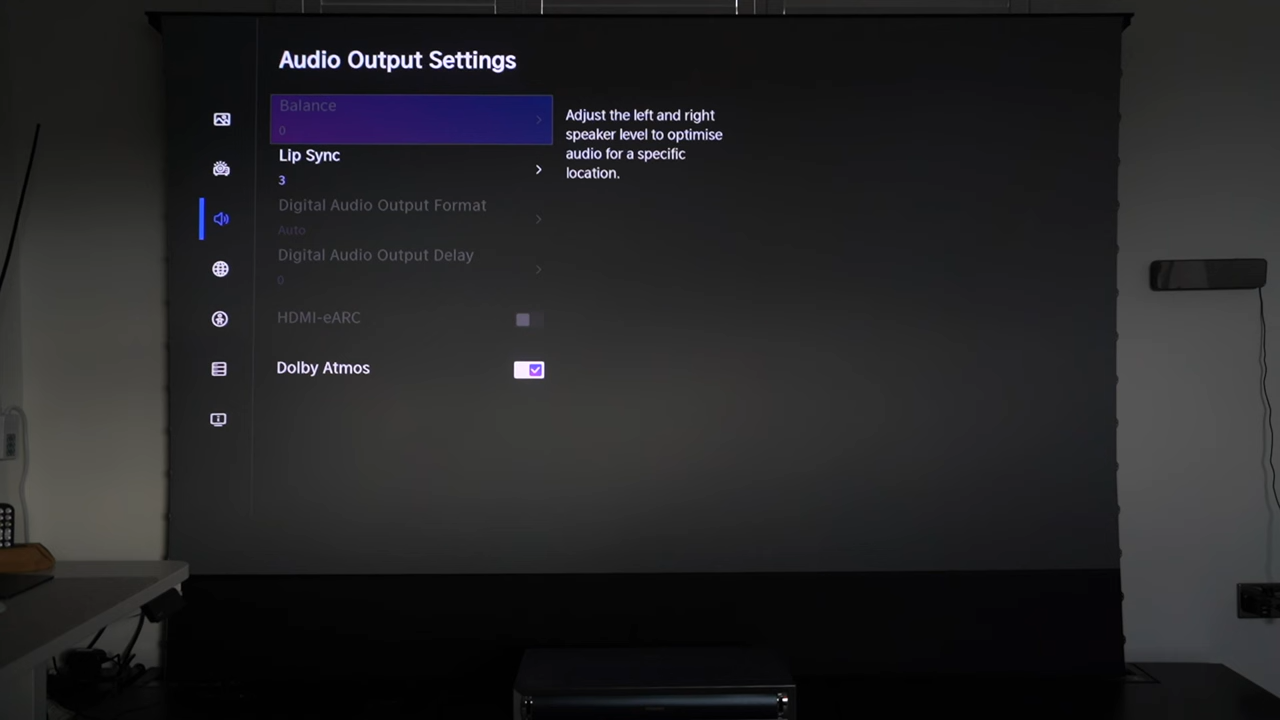 Audio Output Settings
Balance
0
Adjust the left and right
speaker level to optimise
audio for a specific
location.
Lip Sync
3
Digital Audio Output Format
Auto
Digital Audio Output Delay
0
HDMI-eARC
Dolby Atmos